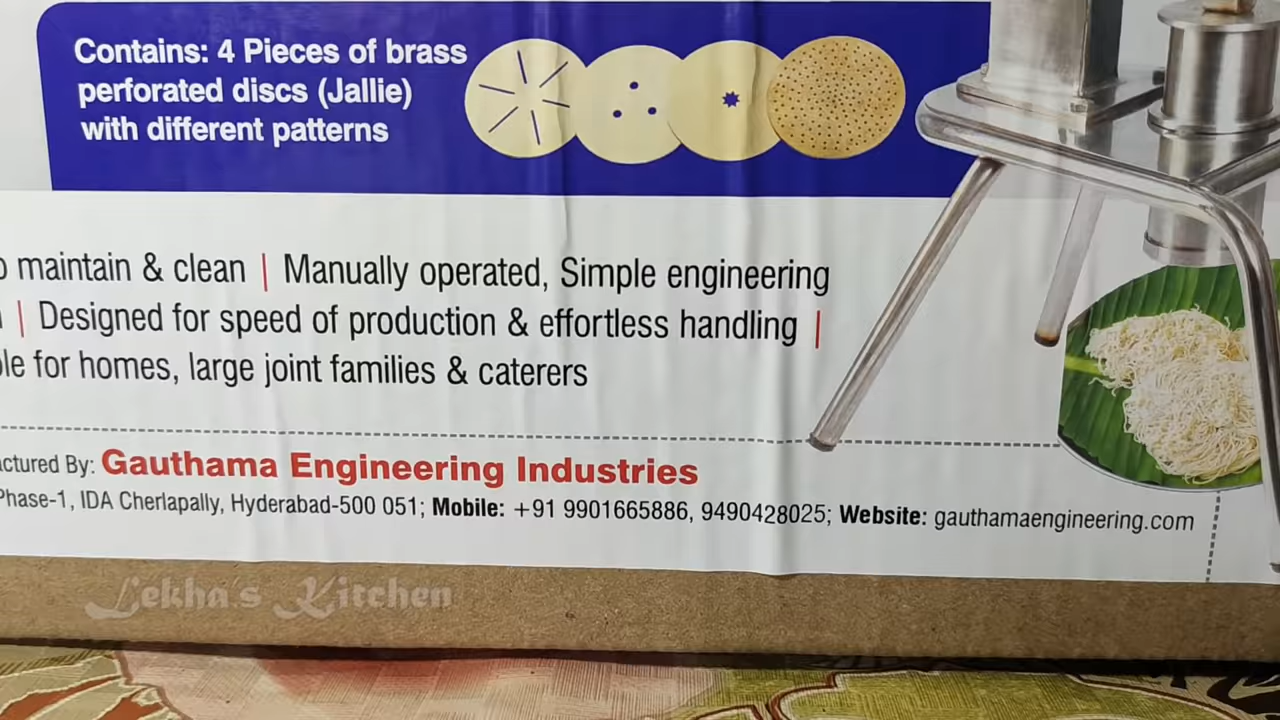 Contains: 4 Pieces of brass
perforated discs (Jallie)
with different patterns
maintain & clean | Manually operated, Simple engineering
| Designed for speed of production & effortless handling |
for homes, large joint families & caterers
By: Gauthama Engineering Industries
Phase-1, IDA Cherlapally, Hyderabad-500 051; Mobile: +91 9901665886, 9490428025; Website: gauthamaengineering.com
Lekha's Kitchen